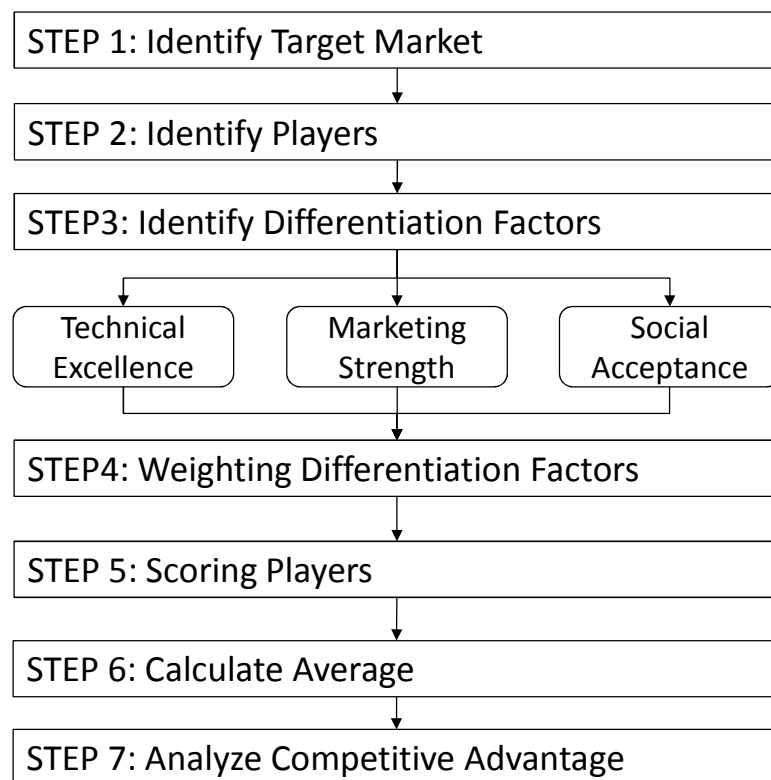 STEP 1: Identify Target Market
STEP 2: Identify Players
STEP3: Identify Differentiation Factors
Technical
Excellence
Marketing
Strength
Social
Acceptance
STEP4: Weighting Differentiation Factors
STEP 5: Scoring Players
STEP 6: Calculate Average
STEP 7: Analyze Competitive Advantage